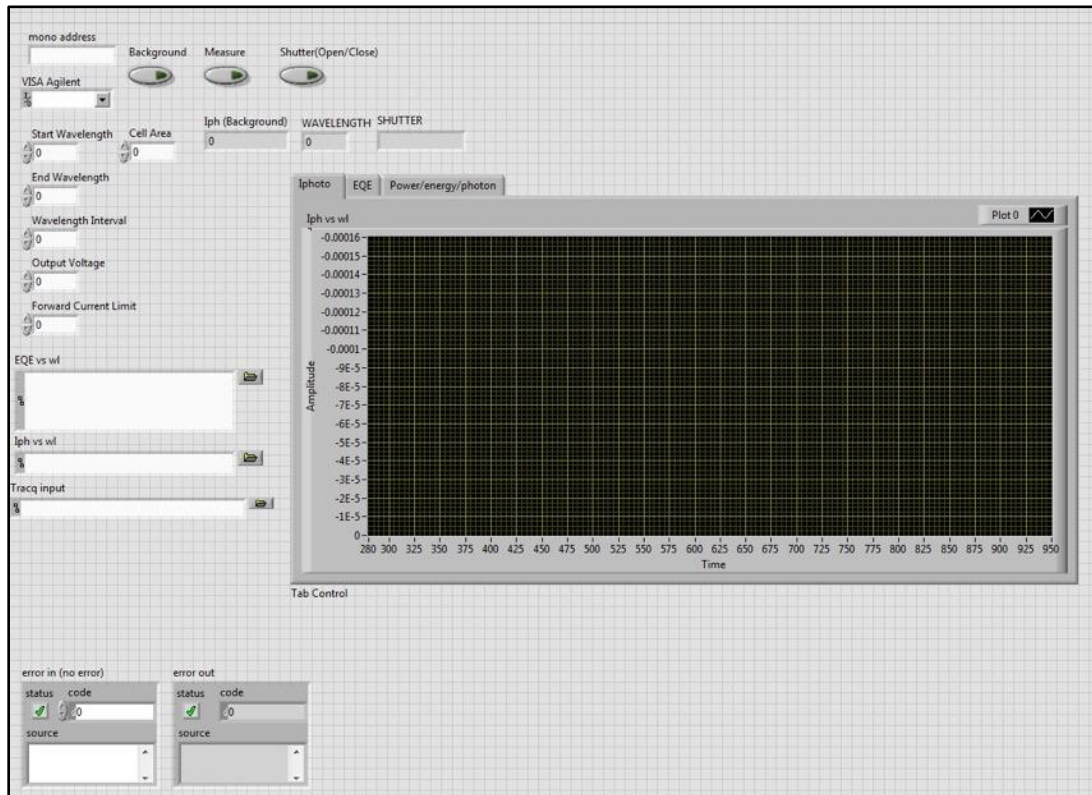 mono address
Background Measure Shutter(Open/Close)
VISA Agilent
Start Wavelength Cell Area Iph (Background) WAVELENGTH SHUTTER
0 0 0 0
End Wavelength
0
Wavelength Interval
0
Output Voltage
0
Forward Current Limit
0
EQE vs wl
Iph vs wl
Tracq input
Iphoto EQE Power/energy/photon
Iph vs wl Plot 0
-0.00016
-0.00015
-0.00014
-0.00013
-0.00012
-0.00011
-0.0001
-9E-5
-8E-5
-7E-5
-6E-5
-5E-5
-4E-5
-3E-5
-2E-5
-1E-5
0
Amplitude
280 300 325 350 375 400 425 450 475 500 525 550 575 600 625 650 675 700 725 750 775 800 825 850 875 900 925 950
Time
Tab Control
error in (no error) error out
status code status code
0 0
source source